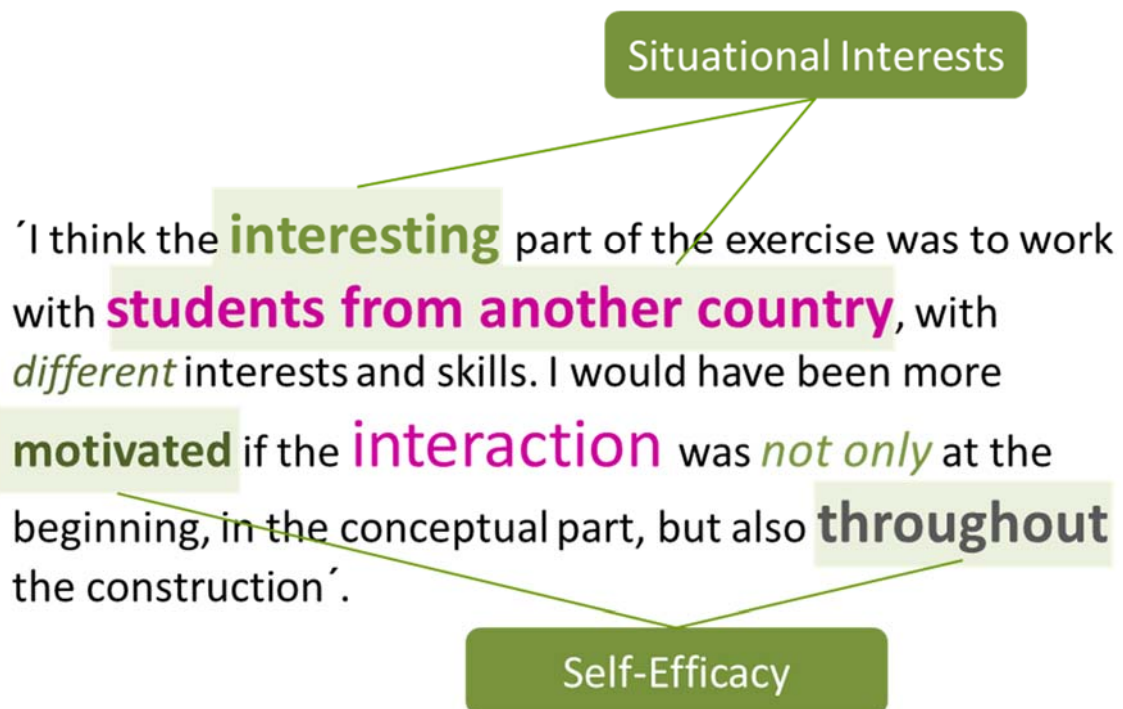 Situational Interests
´I think the interesting part of the exercise was to work
with students from another country, with
different interests and skills. I would have been more
motivated if the interaction was not only at the
beginning, in the conceptual part, but also throughout
the construction´.
Self-Efficacy